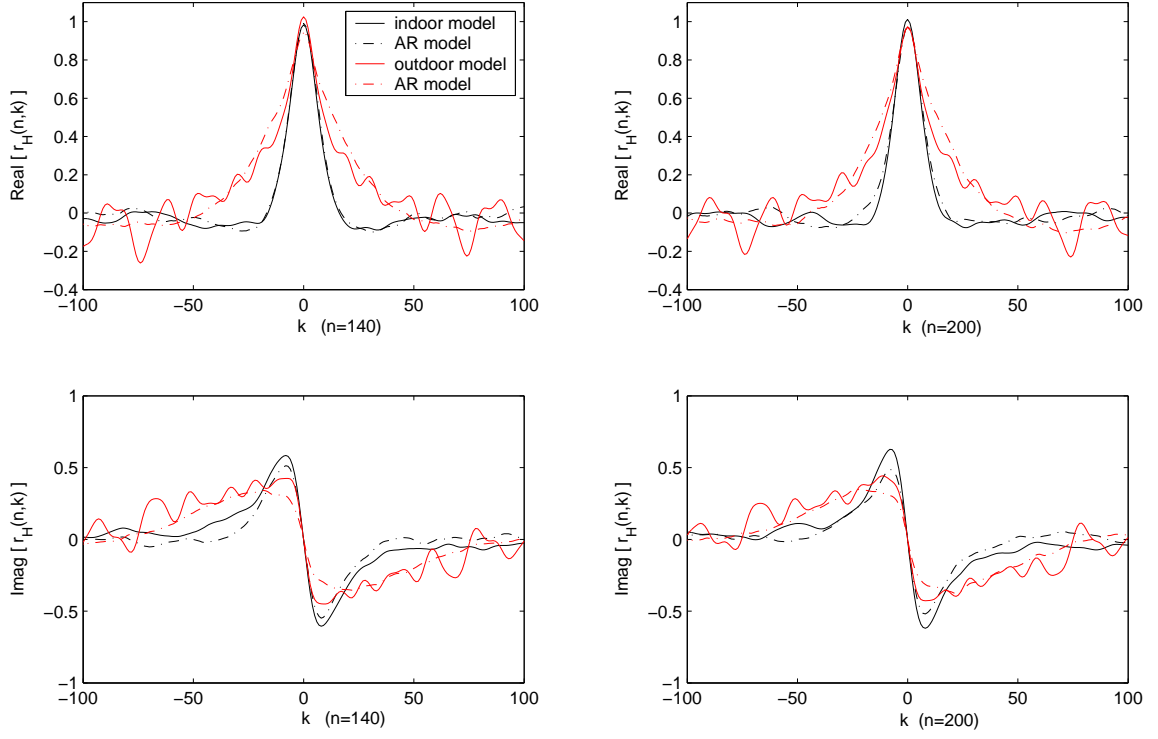 1
0.8
0.6
0.4
0.2
0
−0.2
−0.4
Real [ r_H(n,k) ]
−100 −50 0 50 100
k (n=140)
indoor model
AR model
outdoor model
AR model
1
0.8
0.6
0.4
0.2
0
−0.2
−0.4
Real [ r_H(n,k) ]
−100 −50 0 50 100
k (n=200)
1
0.5
0
−0.5
−1
Imag [ r_H(n,k) ]
−100 −50 0 50 100
k (n=140)
1
0.5
0
−0.5
−1
Imag [ r_H(n,k) ]
−100 −50 0 50 100
k (n=200)